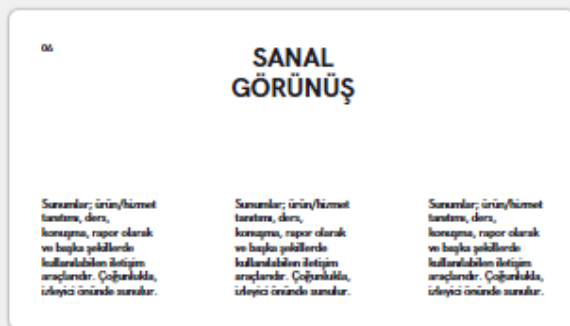 06
SANAL
GÖRÜNÜŞ
Sunumlar; ürün/hizmet
tanıtımı, ders,
konuşma, rapor olarak
ve başka şekillerde
kullanılabilen iletişim
araçlarıdır. Çoğunlukla,
izleyici önünde sunulur.
Sunumlar; ürün/hizmet
tanıtımı, ders,
konuşma, rapor olarak
ve başka şekillerde
kullanılabilen iletişim
araçlarıdır. Çoğunlukla,
izleyici önünde sunulur.
Sunumlar; ürün/hizmet
tanıtımı, ders,
konuşma, rapor olarak
ve başka şekillerde
kullanılabilen iletişim
araçlarıdır. Çoğunlukla,
izleyici önünde sunulur.